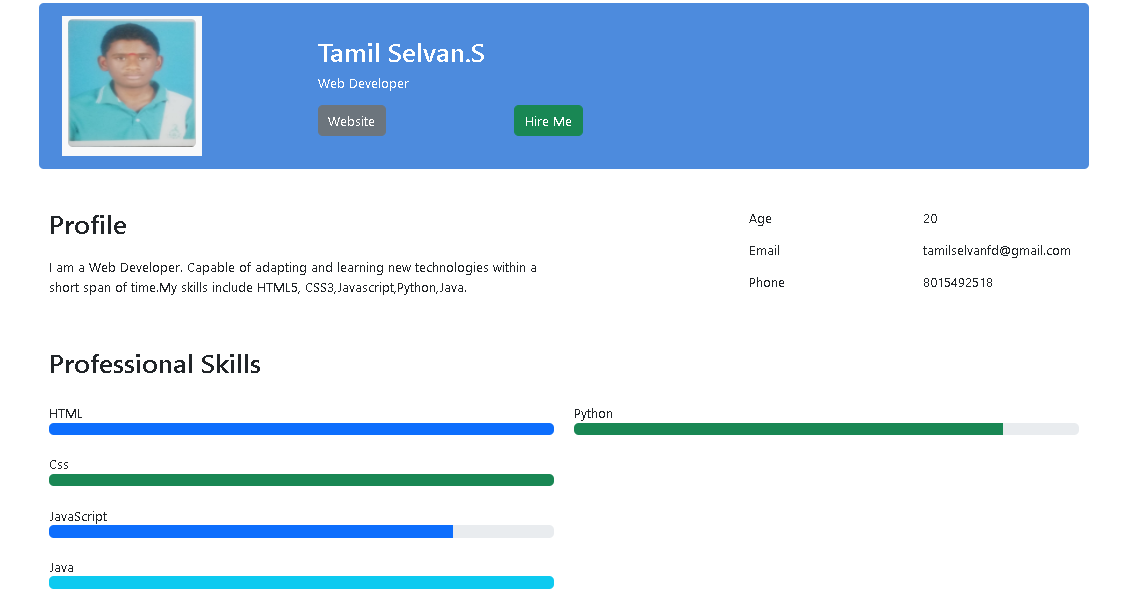 Tamil Selvan.S
Web Developer
Website
Hire Me
Profile
I am a Web Developer. Capable of adapting and learning new technologies within a
short span of time.My skills include HTML5, CSS3,Javascript,Python,Java.
Age 20
Email tamilselvanfd@gmail.com
Phone 8015492518
Professional Skills
HTML
Css
JavaScript
Java
Python